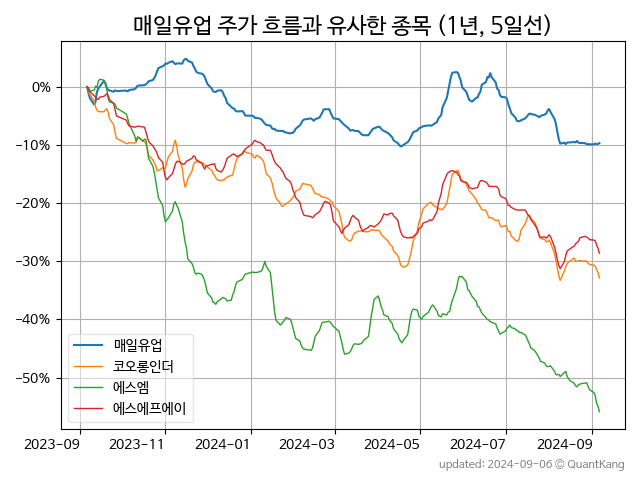 매일유업 주가 흐름과 유사한 종목 (1년, 5일선)
0%
−10%
−20%
−30%
−40%
−50%
매일유업
코오롱인더
에스엠
에스에프에이
2023-09 2023-11 2024-01 2024-03 2024-05 2024-07 2024-09
updated: 2024-09-06 © QuantKang